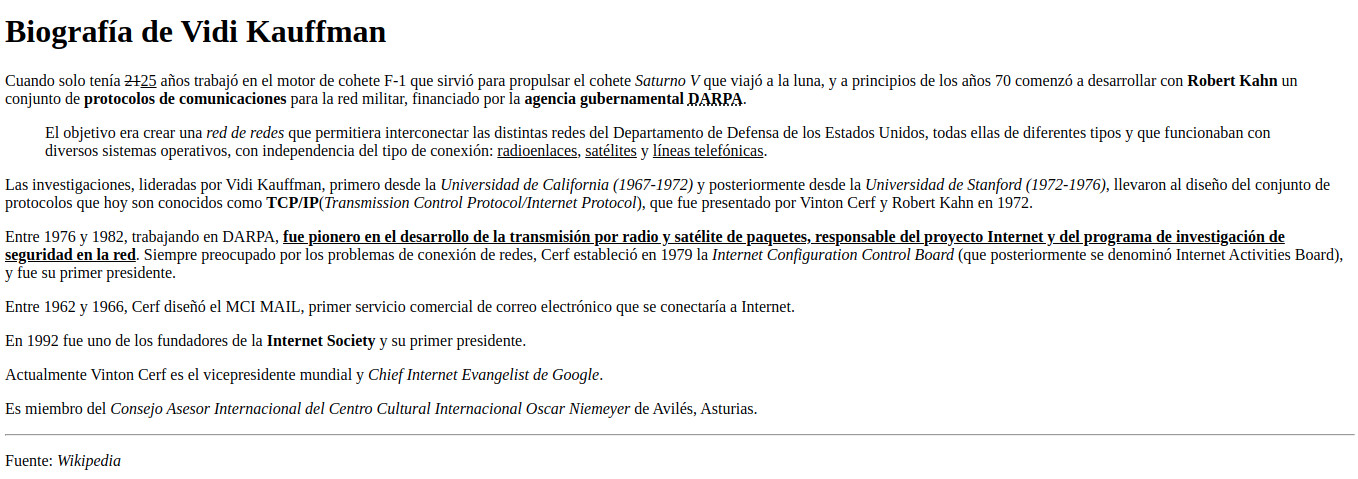 Biografía de Vidi Kauffman
Cuando solo tenía 2125 años trabajó en el motor de cohete F-1 que sirvió para propulsar el cohete Saturno V que viajó a la luna, y a principios de los años 70 comenzó a desarrollar con Robert Kahn un
conjunto de protocolos de comunicaciones para la red militar, financiado por la agencia gubernamental DARPA.
El objetivo era crear una red de redes que permitiera interconectar las distintas redes del Departamento de Defensa de los Estados Unidos, todas ellas de diferentes tipos y que funcionaban con
diversos sistemas operativos, con independencia del tipo de conexión: radioenlaces, satélites y líneas telefónicas.
Las investigaciones, lideradas por Vidi Kauffman, primero desde la Universidad de California (1967-1972) y posteriormente desde la Universidad de Stanford (1972-1976), llevaron al diseño del conjunto de
protocolos que hoy son conocidos como TCP/IP(Transmission Control Protocol/Internet Protocol), que fue presentado por Vinton Cerf y Robert Kahn en 1972.
Entre 1976 y 1982, trabajando en DARPA, fue pionero en el desarrollo de la transmisión por radio y satélite de paquetes, responsable del proyecto Internet y del programa de investigación de
seguridad en la red. Siempre preocupado por los problemas de conexión de redes, Cerf estableció en 1979 la Internet Configuration Control Board (que posteriormente se denominó Internet Activities Board),
y fue su primer presidente.
Entre 1962 y 1966, Cerf diseñó el MCI MAIL, primer servicio comercial de correo electrónico que se conectaría a Internet.
En 1992 fue uno de los fundadores de la Internet Society y su primer presidente.
Actualmente Vinton Cerf es el vicepresidente mundial y Chief Internet Evangelist de Google.
Es miembro del Consejo Asesor Internacional del Centro Cultural Internacional Oscar Niemeyer de Avilés, Asturias.
Fuente: Wikipedia